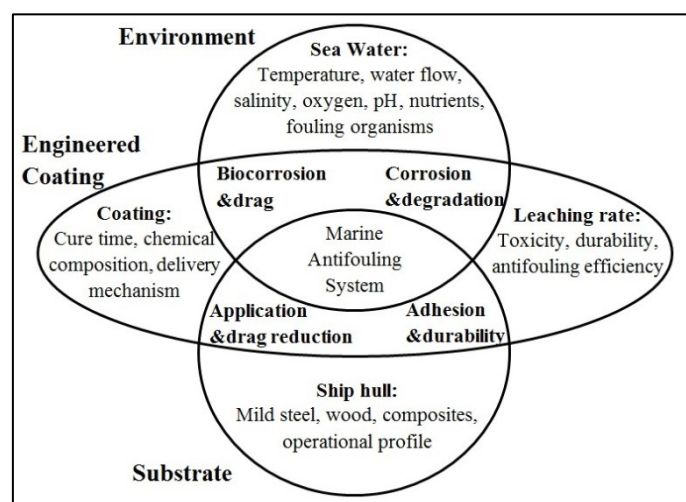 Environment
Sea Water:
Temperature, water flow,
salinity, oxygen, pH, nutrients,
fouling organisms
Engineered
Coating
Biocorrosion
&drag
Corrosion
&degradation
Coating:
Cure time, chemical
composition, delivery
mechanism
Marine
Antifouling
System
Leaching rate:
Toxicity, durability,
antifouling efficiency
Application
&drag reduction
Adhesion
&durability
Ship hull:
Mild steel, wood, composites,
operational profile
Substrate